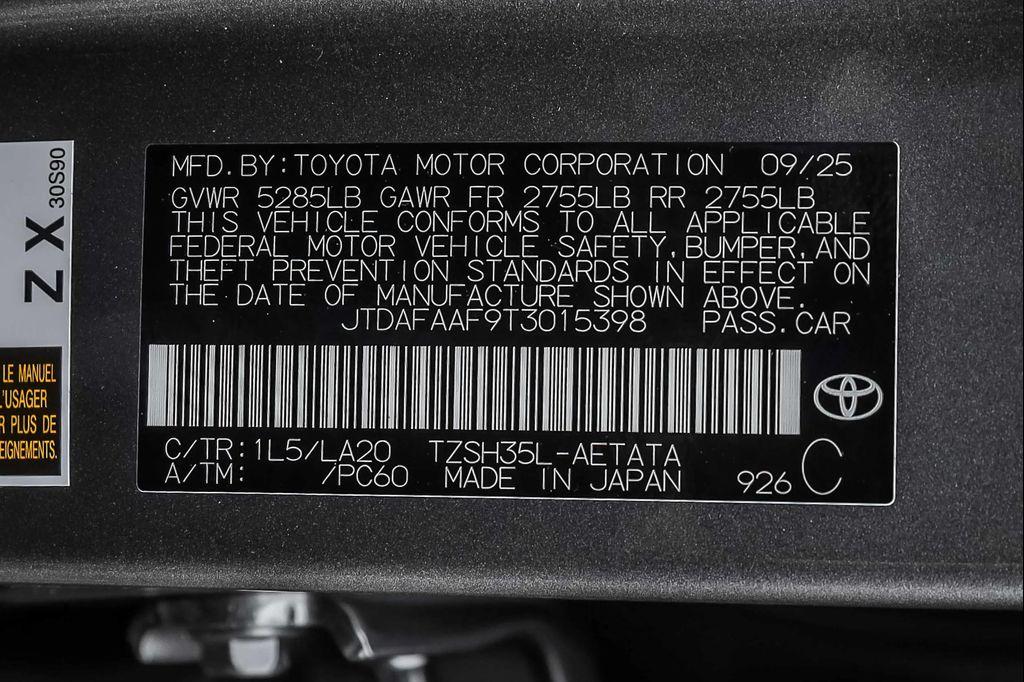 MFD.BY:TOYOTA MOTOR CORPORATION 09/25
GVWR 5285LB GAWR FR 2755LB RR 2755LB
THIS VEHICLE CONFORMS TO ALL APPLICABLE
FEDERAL MOTOR VEHICLE SAFETY,BUMPER,AND
THEFT PREVENTION STANDARDS IN EFFECT ON
THE DATE OF MANUFACTURE SHOWN ABOVE.
JTDAFAAF9T3015398 PASS.CAR
C/TR:1L5/LA20 TZSH35L-AETATA
A/TM: /PC60 MADE IN JAPAN 926 C
ZX 30S90
LE MANUEL
L'USAGER
R PLUS DE
EIGNEMENTS.